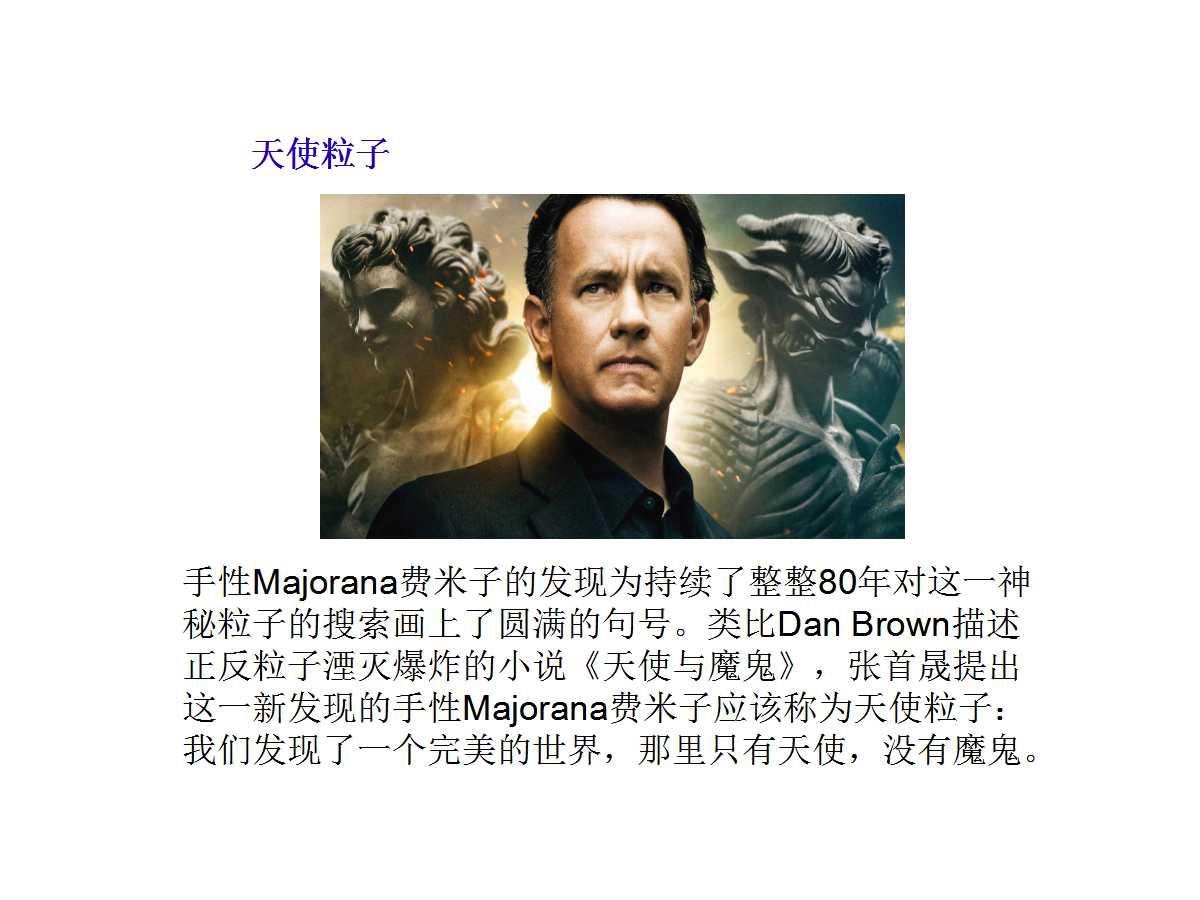 天使粒子
手性Majorana费米子的发现为持续了整整80年对这一神
秘粒子的搜索画上了圆满的句号。类比Dan Brown描述
正反粒子湮灭爆炸的小说《天使与魔鬼》，张首晟提出
这一新发现的手性Majorana费米子应该称为天使粒子：
我们发现了一个完美的世界，那里只有天使，没有魔鬼。